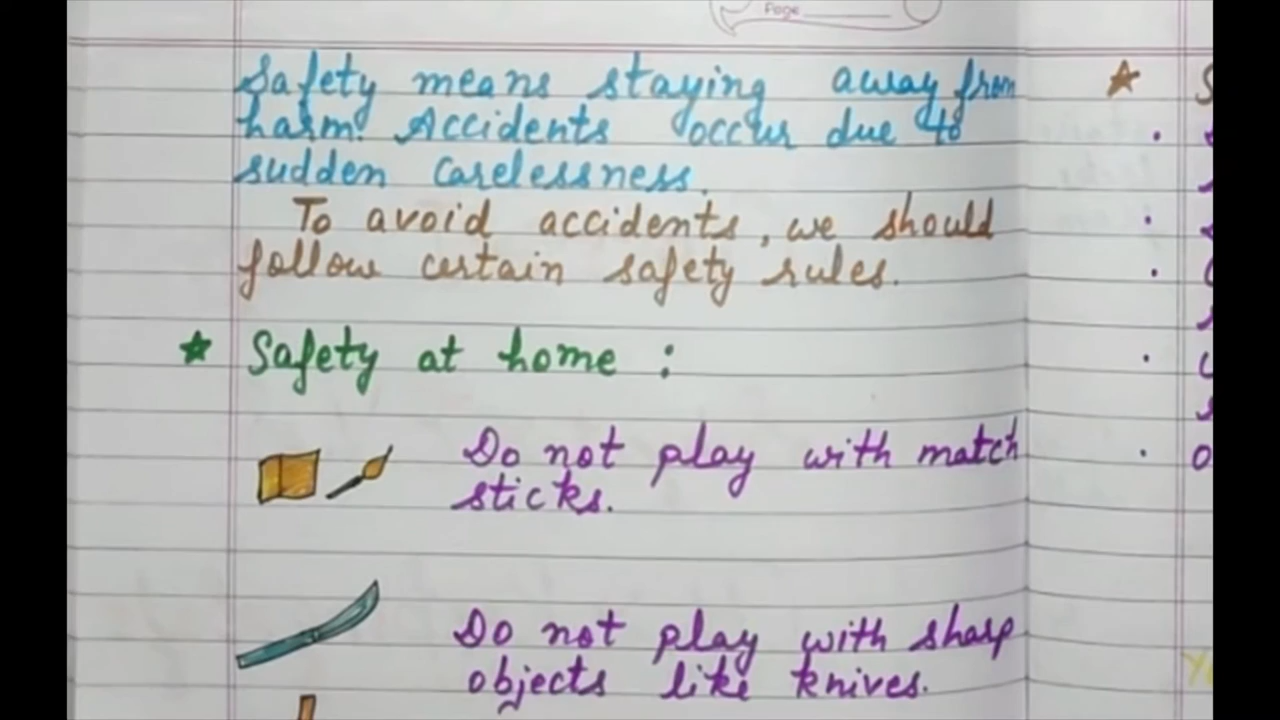 Page
Safety means staying away from
harm. Accidents occur due to
sudden carelessness.
To avoid accidents, we should
follow certain safety rules.
Safety at home :
Do not play with match
sticks.
Do not play with sharp
objects like knives.